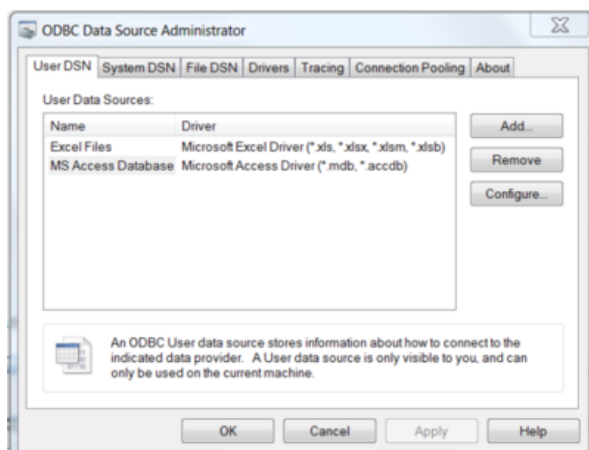 ODBC Data Source Administrator
User DSN System DSN File DSN Drivers Tracing Connection Pooling About
User Data Sources:
Name Driver
Excel Files Microsoft Excel Driver (*.xls, *.xlsx, *.xlsm, *.xlsb)
MS Access Database Microsoft Access Driver (*.mdb, *.accdb)
Add...
Remove
Configure...
An ODBC User data source stores information about how to connect to the
indicated data provider. A User data source is only visible to you, and can
only be used on the current machine.
OK Cancel Apply Help